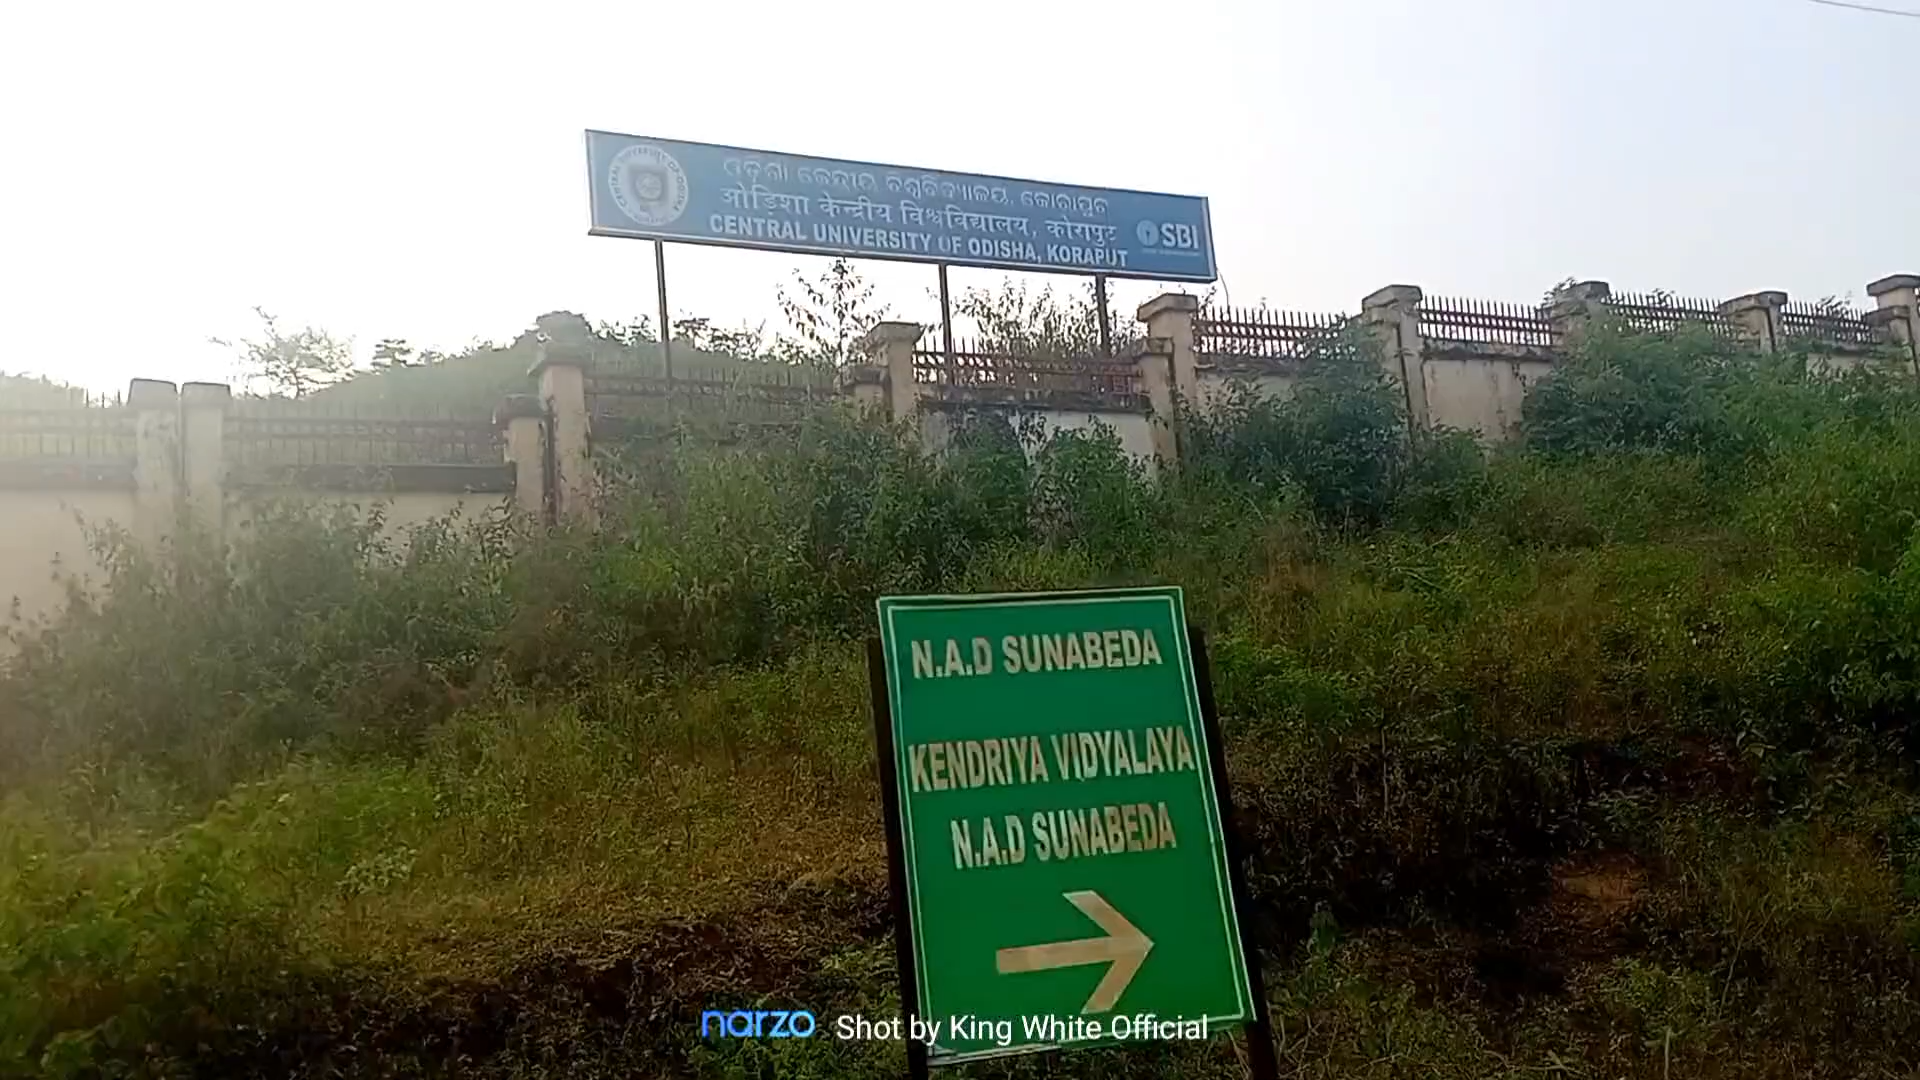 ଓଡ଼ିଶା କେନ୍ଦ୍ରୀୟ ବିଶ୍ୱବିଦ୍ୟାଳୟ, କୋରାପୁଟ
ओड़िशा केन्द्रीय विश्वविद्यालय, कोरापुट
CENTRAL UNIVERSITY OF ODISHA, KORAPUT
SBI
N.A.D SUNABEDA
KENDRIYA VIDYALAYA
N.A.D SUNABEDA
narzo Shot by King White Official